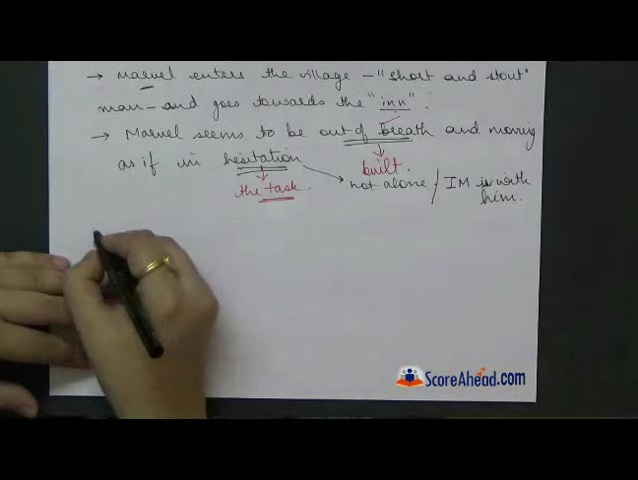 → Marvel enters the village – "short and stout"
man – and goes towards the "inn".
→ Marvel seems to be out of breath and moving
as if in hesitation
built.
the task.
not alone / IM is with
him.
ScoreAhead.com